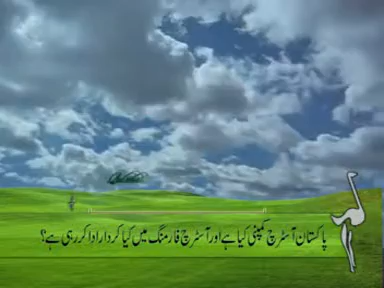 پاکستان آسٹرچ کمپنی کیا ہے اور آسٹرچ فارمنگ میں کیا کردار ادا کر رہی ہے؟